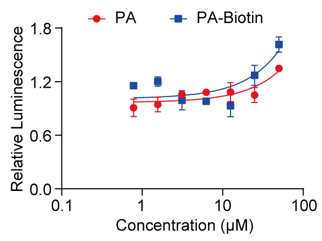 PA PA-Biotin
Relative Luminescence
1.8
1.2
0.6
0.0
0.1 1 10 100
Concentration (μM)